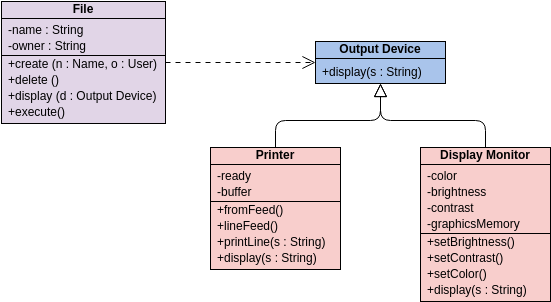 File
-name : String
-owner : String
+create (n : Name, o : User)
+delete ()
+display (d : Output Device)
+execute()
Output Device
+display(s : String)
Printer
-ready
-buffer
+fromFeed()
+lineFeed()
+printLine(s : String)
+display(s : String)
Display Monitor
-color
-brightness
-contrast
-graphicsMemory
+setBrightness()
+setContrast()
+setColor()
+display(s : String)